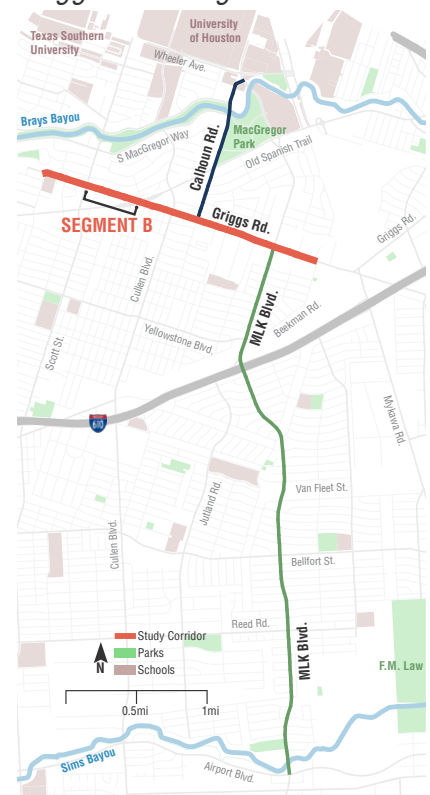 Texas Southern
University
University
of Houston
Wheeler Ave.
Brays Bayou
S MacGregor Way
MacGregor
Park
Old Spanish Trail
Calhoun Rd.
Griggs Rd.
SEGMENT B
Griggs Rd.
Cullen Blvd.
MLK Blvd.
Beekman Rd.
Yellowstone Blvd.
Scott St.
610
Mykawa Rd.
Jutland Rd.
Van Fleet St.
Cullen Blvd.
Bellfort St.
Reed Rd.
MLK Blvd.
Study Corridor
Parks
Schools
N
0.5mi
1mi
F.M. Law
Sims Bayou
Airport Blvd.